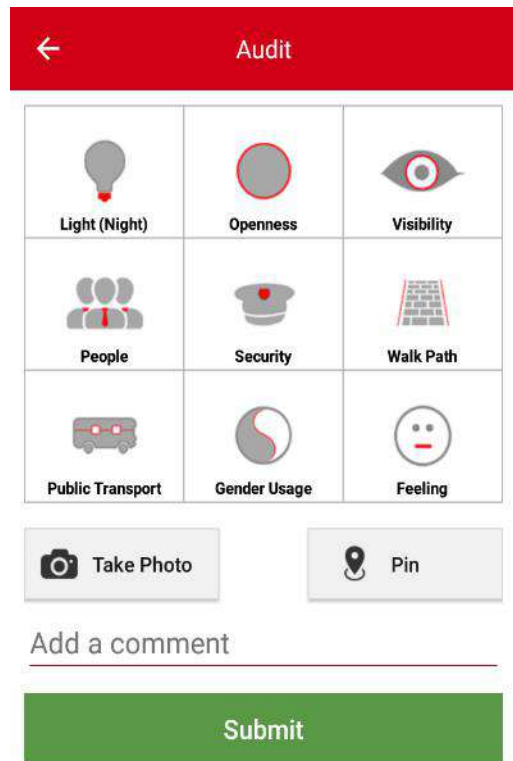 Audit
Light (Night) Openness Visibility
People Security Walk Path
Public Transport Gender Usage Feeling
Take Photo Pin
Add a comment
Submit